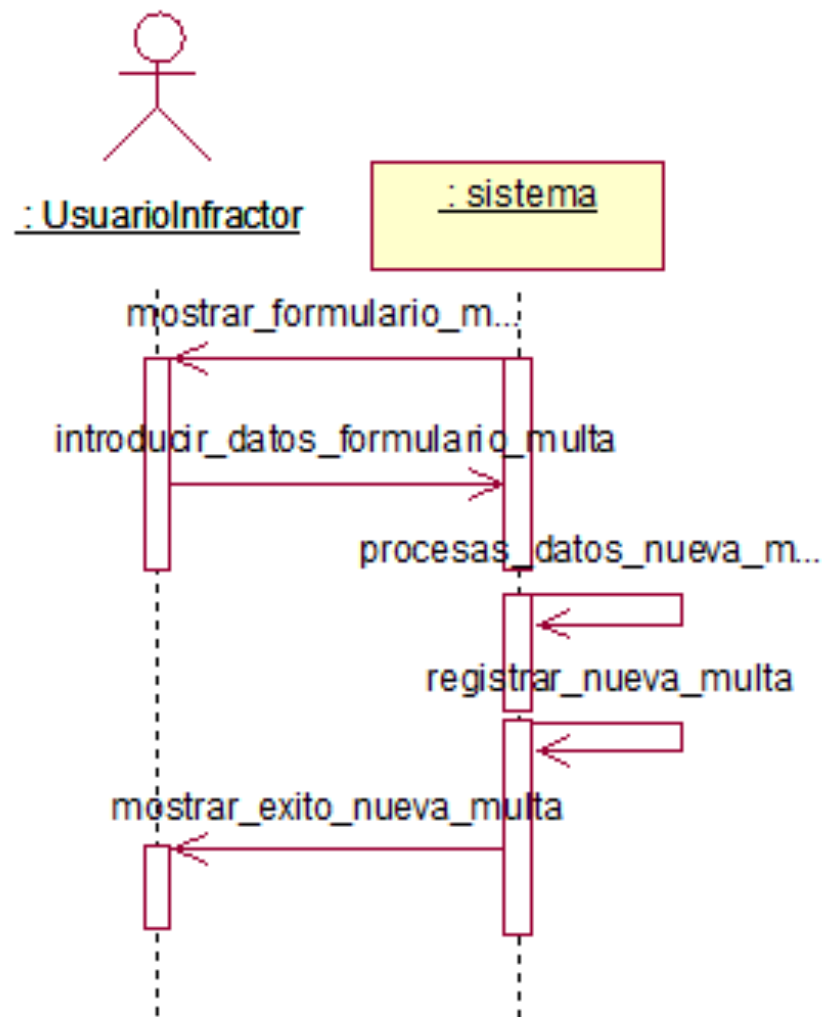 : UsuarioInfractor
: sistema
mostrar_formulario_m...
introducir_datos_formulario_multa
procesas_datos_nueva_m...
registrar_nueva_multa
mostrar_exito_nueva_multa